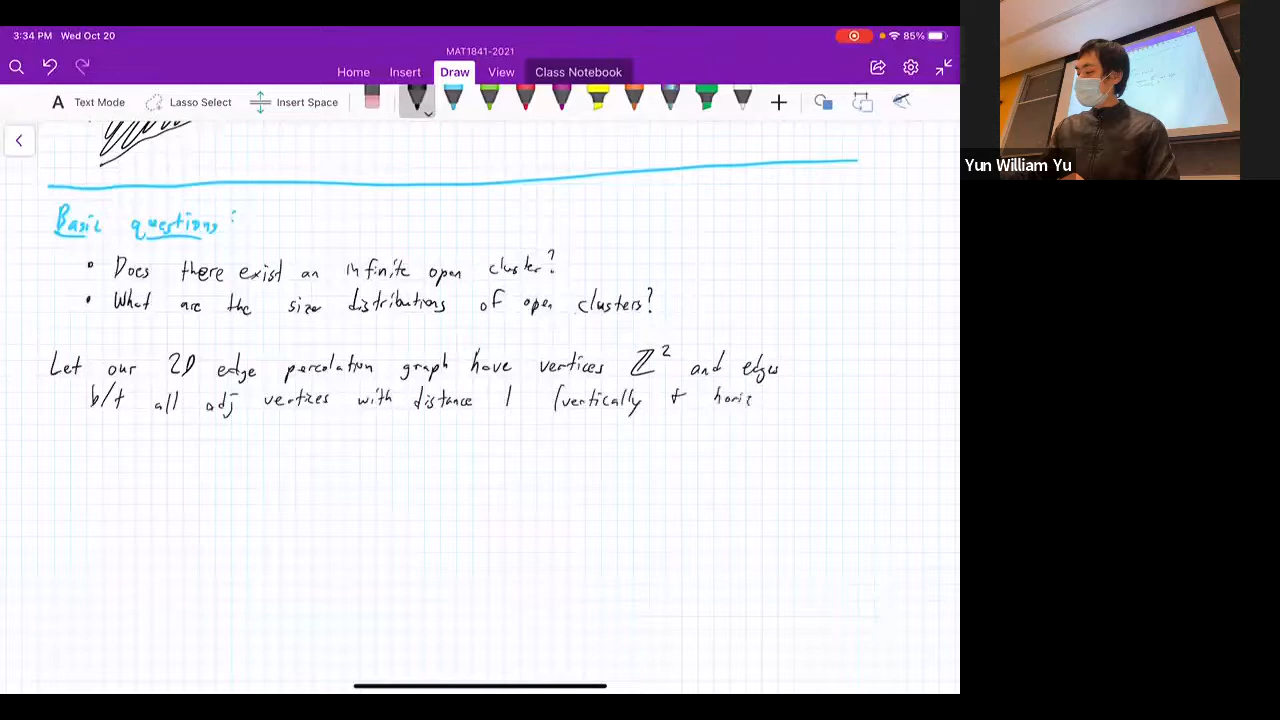 3:34 PM Wed Oct 20
85%
MAT1841-2021
Home Insert Draw View Class Notebook
A Text Mode Lasso Select Insert Space
Yun William Yu
Basic questions:
• Does there exist an infinite open cluster?
• What are the size distributions of open clusters?
Let our 2D edge percolation graph have vertices ℤ² and edges
b/t all adj vertices with distance 1 (vertically + horiz